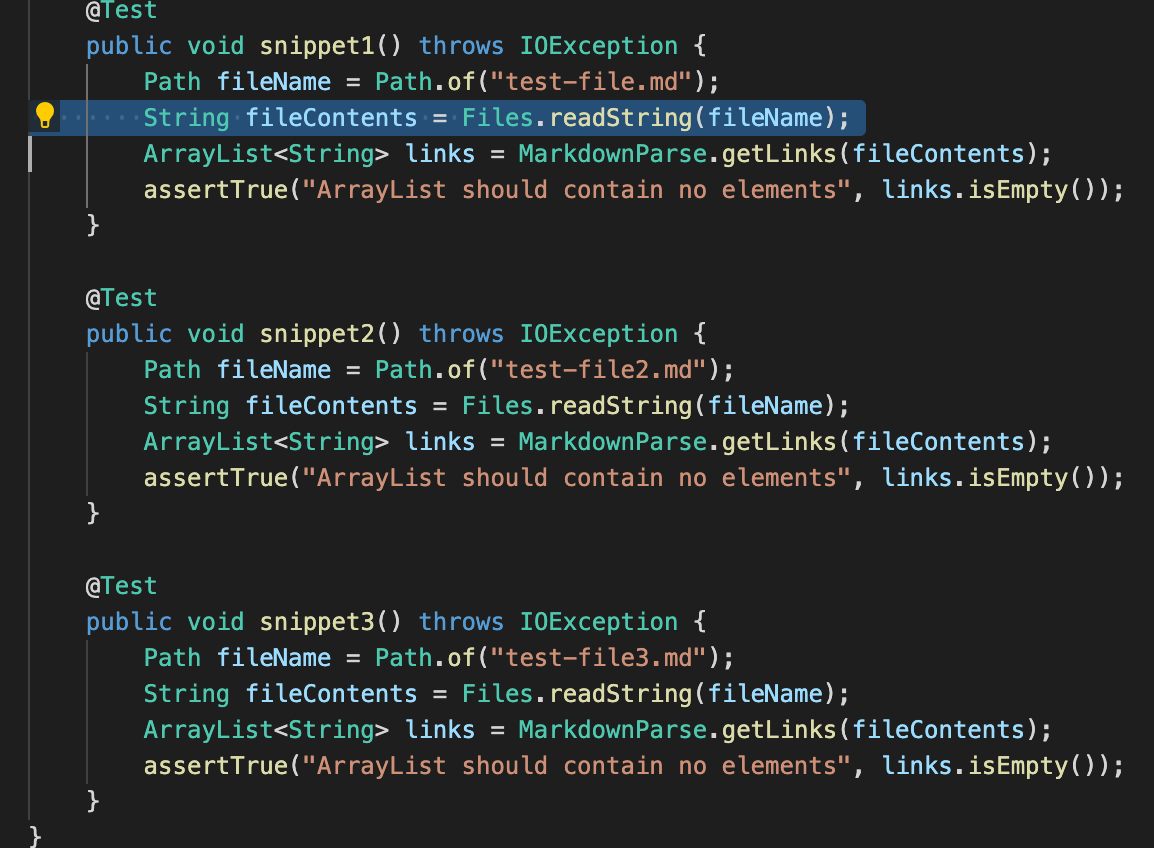 @Test
public void snippet1() throws IOException {
Path fileName = Path.of("test-file.md");
String fileContents = Files.readString(fileName);
ArrayList<String> links = MarkdownParse.getLinks(fileContents);
assertTrue("ArrayList should contain no elements", links.isEmpty());
}
@Test
public void snippet2() throws IOException {
Path fileName = Path.of("test-file2.md");
String fileContents = Files.readString(fileName);
ArrayList<String> links = MarkdownParse.getLinks(fileContents);
assertTrue("ArrayList should contain no elements", links.isEmpty());
}
@Test
public void snippet3() throws IOException {
Path fileName = Path.of("test-file3.md");
String fileContents = Files.readString(fileName);
ArrayList<String> links = MarkdownParse.getLinks(fileContents);
assertTrue("ArrayList should contain no elements", links.isEmpty());
}
}